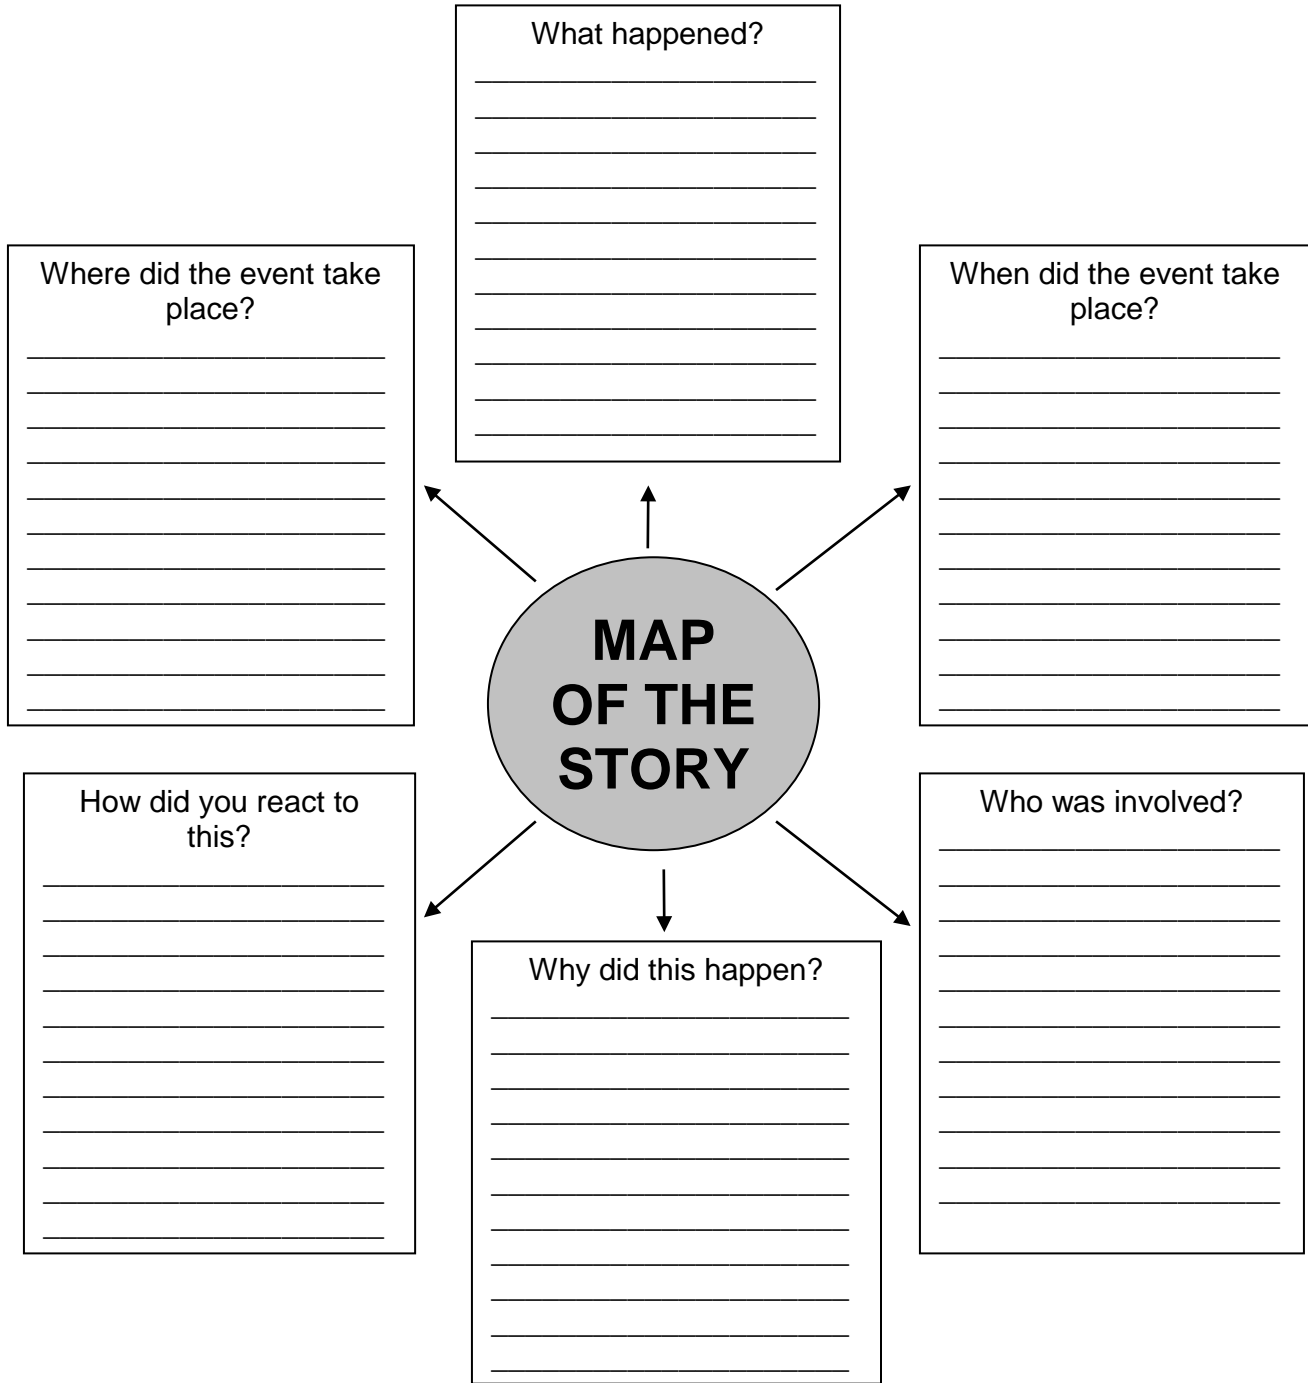 What happened?
Where did the event take
place?
When did the event take
place?
MAP
OF THE
STORY
How did you react to
this?
Who was involved?
Why did this happen?